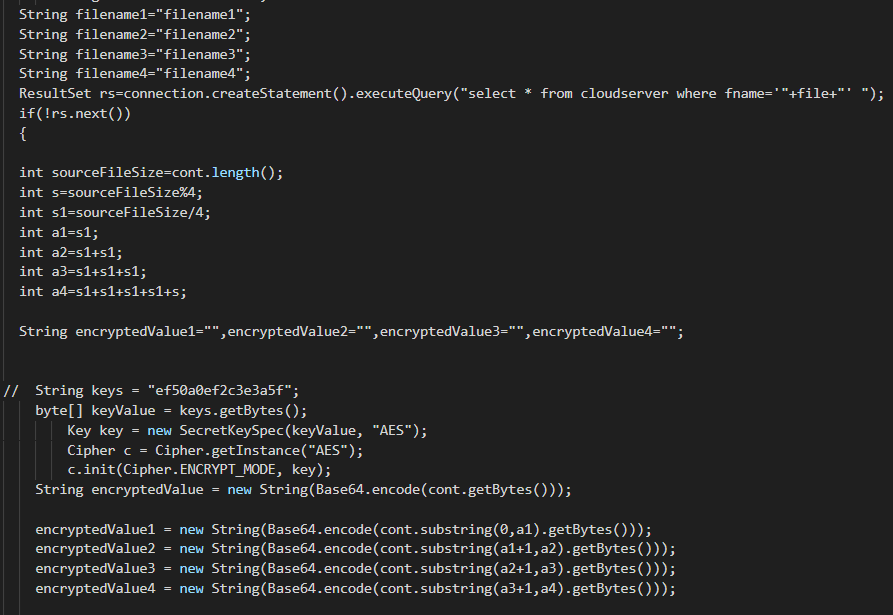 String filename1="filename1";
String filename2="filename2";
String filename3="filename3";
String filename4="filename4";
ResultSet rs=connection.createStatement().executeQuery("select * from cloudserver where fname='"+file+"' ");
if(!rs.next())
{
int sourceFileSize=cont.length();
int s=sourceFileSize%4;
int s1=sourceFileSize/4;
int a1=s1;
int a2=s1+s1;
int a3=s1+s1+s1;
int a4=s1+s1+s1+s1+s;
String encryptedValue1="",encryptedValue2="",encryptedValue3="",encryptedValue4="";
//  String keys = "ef50a0ef2c3e3a5f";
byte[] keyValue = keys.getBytes();
Key key = new SecretKeySpec(keyValue, "AES");
Cipher c = Cipher.getInstance("AES");
c.init(Cipher.ENCRYPT_MODE, key);
String encryptedValue = new String(Base64.encode(cont.getBytes()));
encryptedValue1 = new String(Base64.encode(cont.substring(0,a1).getBytes()));
encryptedValue2 = new String(Base64.encode(cont.substring(a1+1,a2).getBytes()));
encryptedValue3 = new String(Base64.encode(cont.substring(a2+1,a3).getBytes()));
encryptedValue4 = new String(Base64.encode(cont.substring(a3+1,a4).getBytes()));